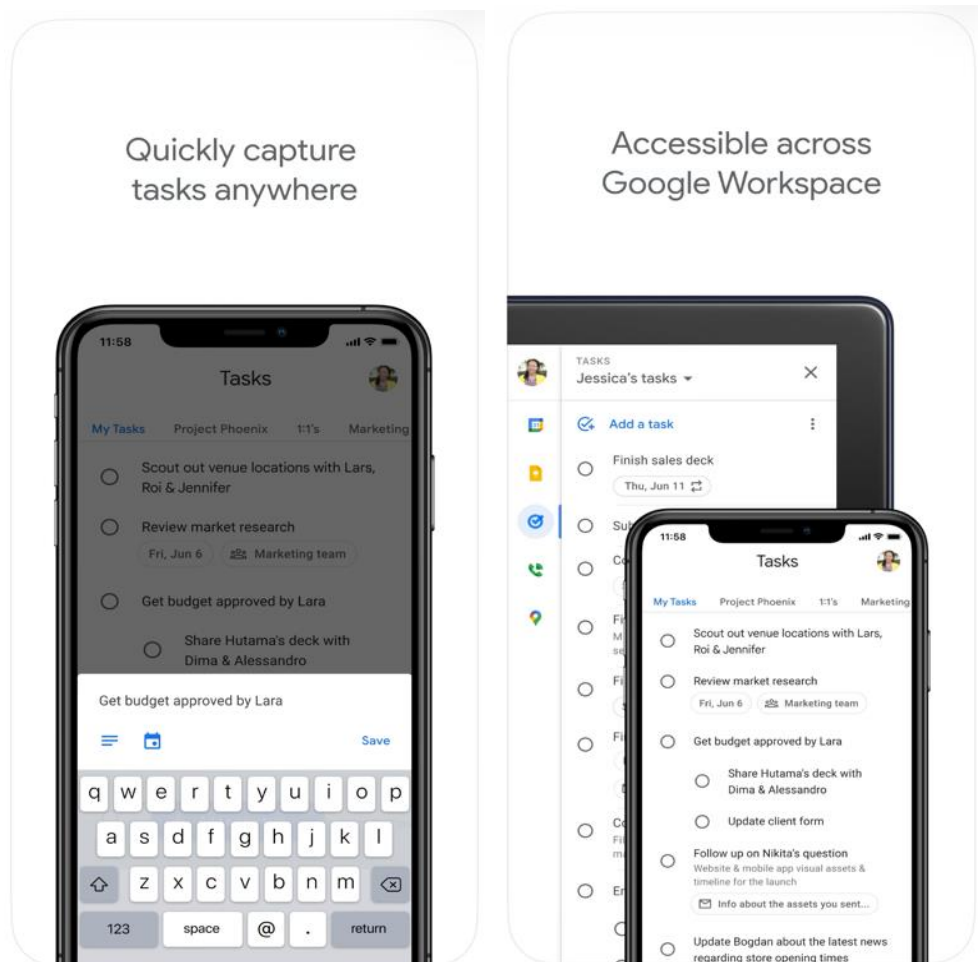 Quickly capture
tasks anywhere
11:58
Tasks
My Tasks Project Phoenix 1:1's Marketing
Scout out venue locations with Lars,
Roi & Jennifer
Review market research
Fri, Jun 6 Marketing team
Get budget approved by Lara
Share Hutama's deck with
Dima & Alessandro
Get budget approved by Lara
Save
q w e r t y u i o p
a s d f g h j k l
z x c v b n m
123 space @ . return
Accessible across
Google Workspace
TASKS
Jessica's tasks
Add a task
Finish sales deck
Thu, Jun 11
11:58
Tasks
My Tasks Project Phoenix 1:1's Marketing
Scout out venue locations with Lars,
Roi & Jennifer
Review market research
Fri, Jun 6 Marketing team
Get budget approved by Lara
Share Hutama's deck with
Dima & Alessandro
Update client form
Follow up on Nikita's question
Website & mobile app visual assets &
timeline for the launch
Info about the assets you sent...
Update Bogdan about the latest news
regarding store opening times